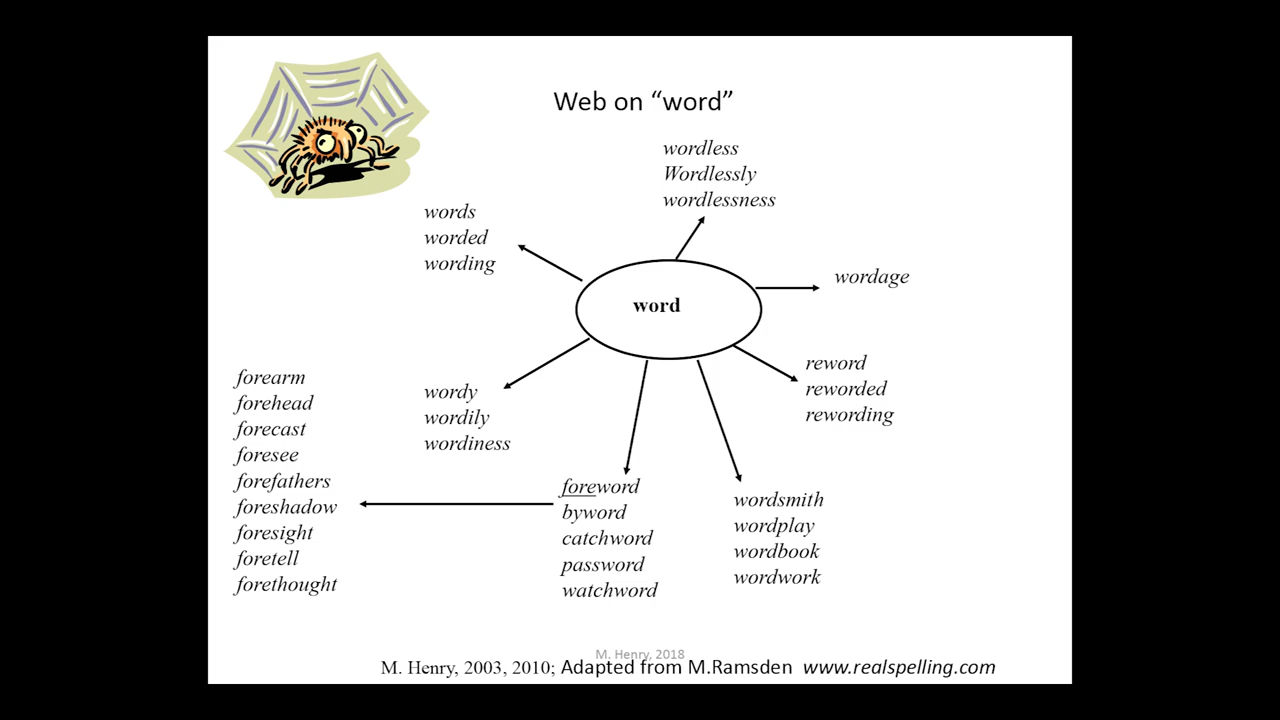 Web on “word”
wordless
Wordlessly
wordlessness
words
worded
wording
wordage
word
reword
reworded
rewording
forearm
forehead
forecast
foresee
forefathers
foreshadow
foresight
foretell
forethought
wordy
wordily
wordiness
foreword
byword
catchword
password
watchword
wordsmith
wordplay
wordbook
wordwork
M. Henry, 2018
M. Henry, 2003, 2010; Adapted from M.Ramsden www.realspelling.com